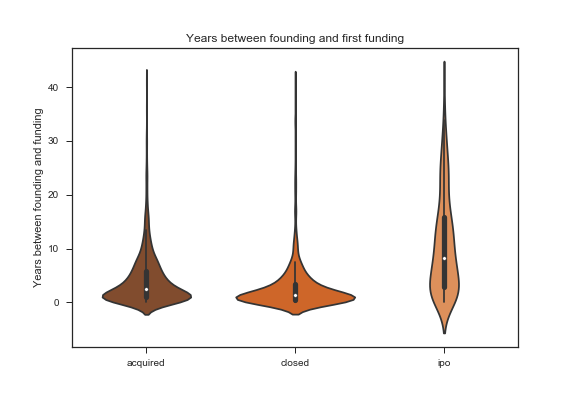 Years between founding and first funding
Years between founding and funding
40
30
20
10
0
acquired closed ipo